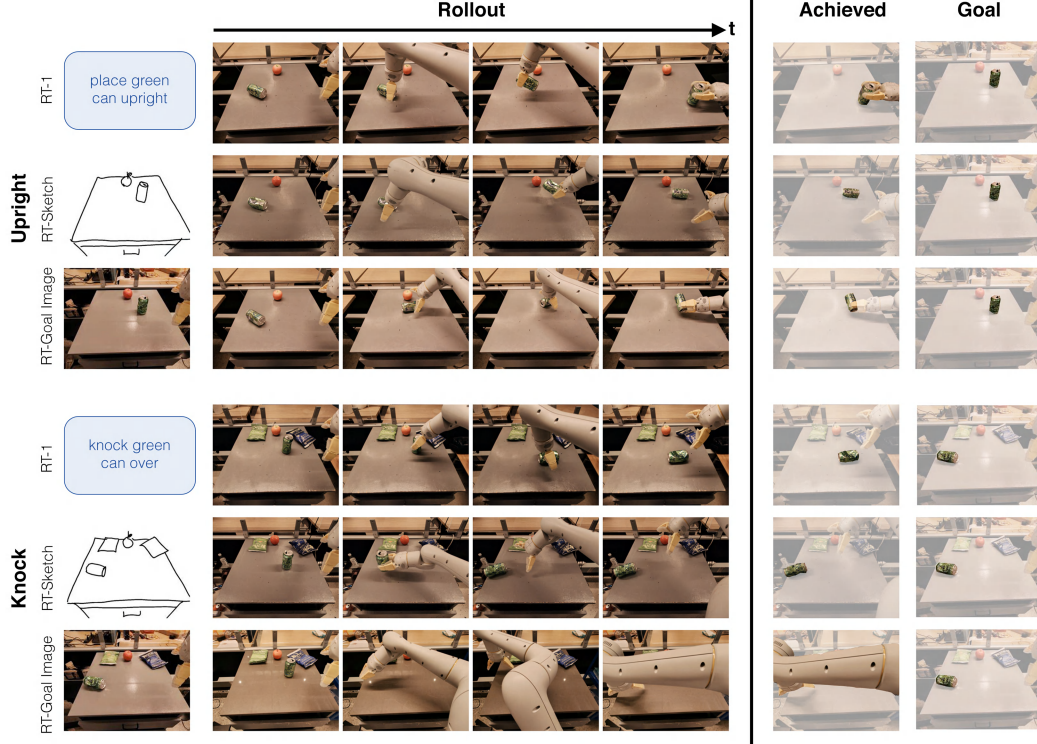 Rollout
Achieved
Goal
t
Upright
RT-1
place green
can upright
RT-Sketch
RT-Goal Image
Knock
RT-1
knock green
can over
RT-Sketch
RT-Goal Image